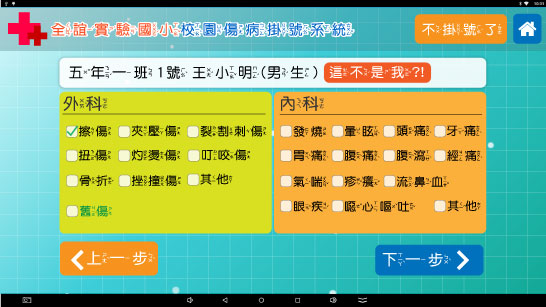 全誼實驗國小校園傷病掛號系統
不掛號了
五年一班 1號 王小明 (男生) 這不是我?!
外科
擦傷 夾壓傷 裂割刺傷
扭傷 灼燙傷 叮咬傷
骨折 挫撞傷 其他
舊傷
內科
發燒 暈眩 頭痛 牙痛
胃痛 腹痛 腹瀉 經痛
氣喘 疹癢 流鼻血
眼疾 噁心嘔吐 其他
上一步
下一步